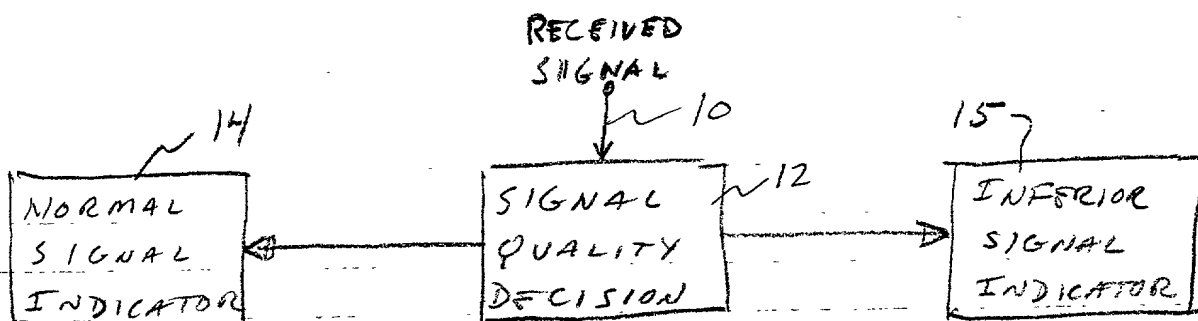 RECEIVED
SIGNAL
10
14
NORMAL
SIGNAL
INDICATOR
12
SIGNAL
QUALITY
DECISION
15
INFERIOR
SIGNAL
INDICATOR